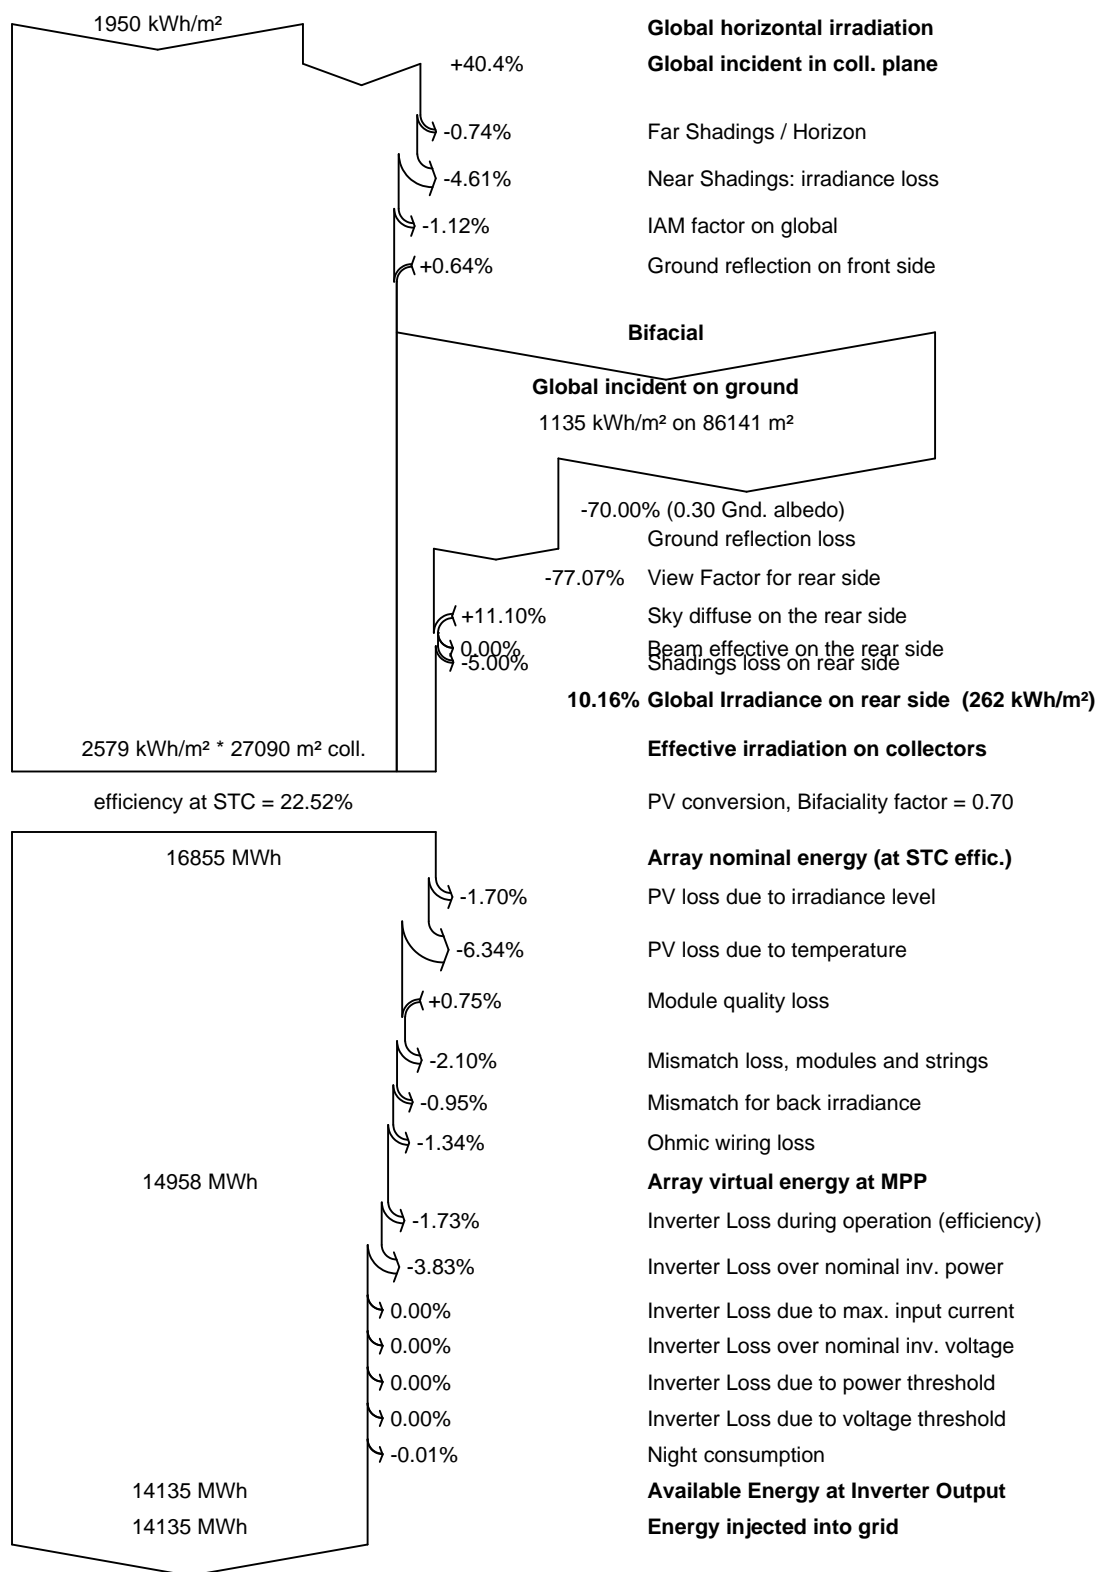 1950 kWh/m² Global horizontal irradiation
+40.4% Global incident in coll. plane
-0.74% Far Shadings / Horizon
-4.61% Near Shadings: irradiance loss
-1.12% IAM factor on global
+0.64% Ground reflection on front side
Bifacial
Global incident on ground
1135 kWh/m² on 86141 m²
-70.00% (0.30 Gnd. albedo)
Ground reflection loss
-77.07% View Factor for rear side
+11.10% Sky diffuse on the rear side
0.00% Beam effective on the rear side
-5.00% Shadings loss on rear side
10.16% Global Irradiance on rear side (262 kWh/m²)
2579 kWh/m² * 27090 m² coll. Effective irradiation on collectors
efficiency at STC = 22.52% PV conversion, Bifaciality factor = 0.70
16855 MWh Array nominal energy (at STC effic.)
-1.70% PV loss due to irradiance level
-6.34% PV loss due to temperature
+0.75% Module quality loss
-2.10% Mismatch loss, modules and strings
-0.95% Mismatch for back irradiance
-1.34% Ohmic wiring loss
14958 MWh Array virtual energy at MPP
-1.73% Inverter Loss during operation (efficiency)
-3.83% Inverter Loss over nominal inv. power
0.00% Inverter Loss due to max. input current
0.00% Inverter Loss over nominal inv. voltage
0.00% Inverter Loss due to power threshold
0.00% Inverter Loss due to voltage threshold
-0.01% Night consumption
14135 MWh Available Energy at Inverter Output
14135 MWh Energy injected into grid